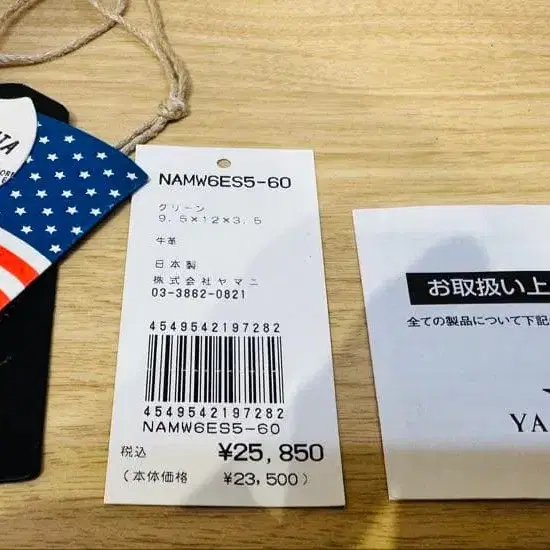 TA
NAMW6ES5-60
グリーン
9.5×12×3.5
牛革
日本製
株式会社ヤマニ
03-3862-0821
4549542197282
4549542197282
NAMW6ES5-60
税込 ¥25,850
(本体価格 ¥23,500)
お取扱い上
全ての製品について下記
YA